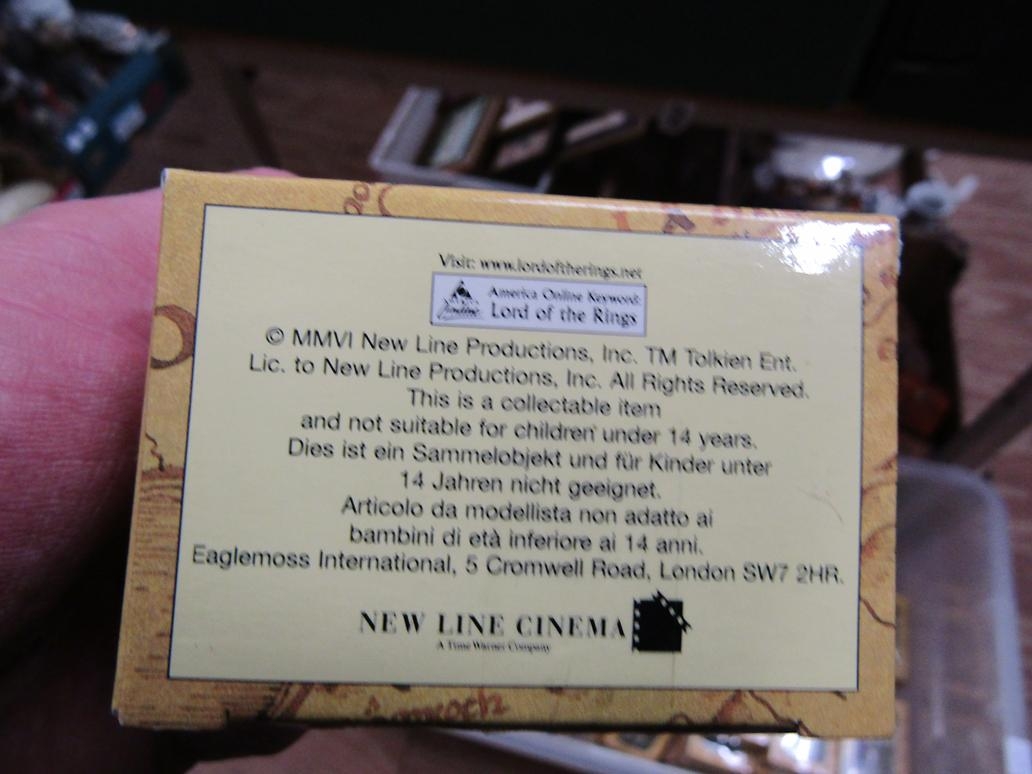 Visit: www.lordoftherings.net
America Online Keyword:
Lord of the Rings
© MMVI New Line Productions, Inc. TM Tolkien Ent.
Lic. to New Line Productions, Inc. All Rights Reserved.
This is a collectable item
and not suitable for children under 14 years.
Dies ist ein Sammelobjekt und für Kinder unter
14 Jahren nicht geeignet.
Articolo da modellista non adatto ai
bambini di età inferiore ai 14 anni.
Eaglemoss International, 5 Cromwell Road, London SW7 2HR.
NEW LINE CINEMA
A Time Warner Company